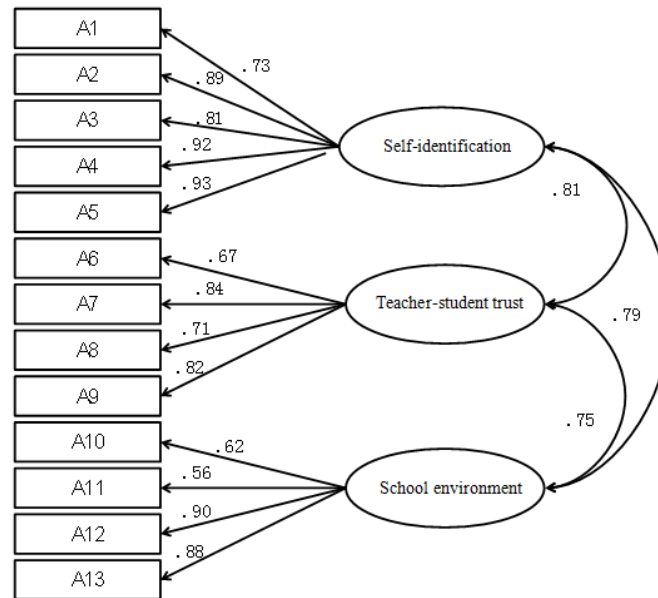 A1
A2
A3
A4
A5
A6
A7
A8
A9
A10
A11
A12
A13
.73
.89
.81
.92
.93
.67
.84
.71
.82
.62
.56
.90
.88
Self-identification
Teacher-student trust
School environment
.81
.79
.75